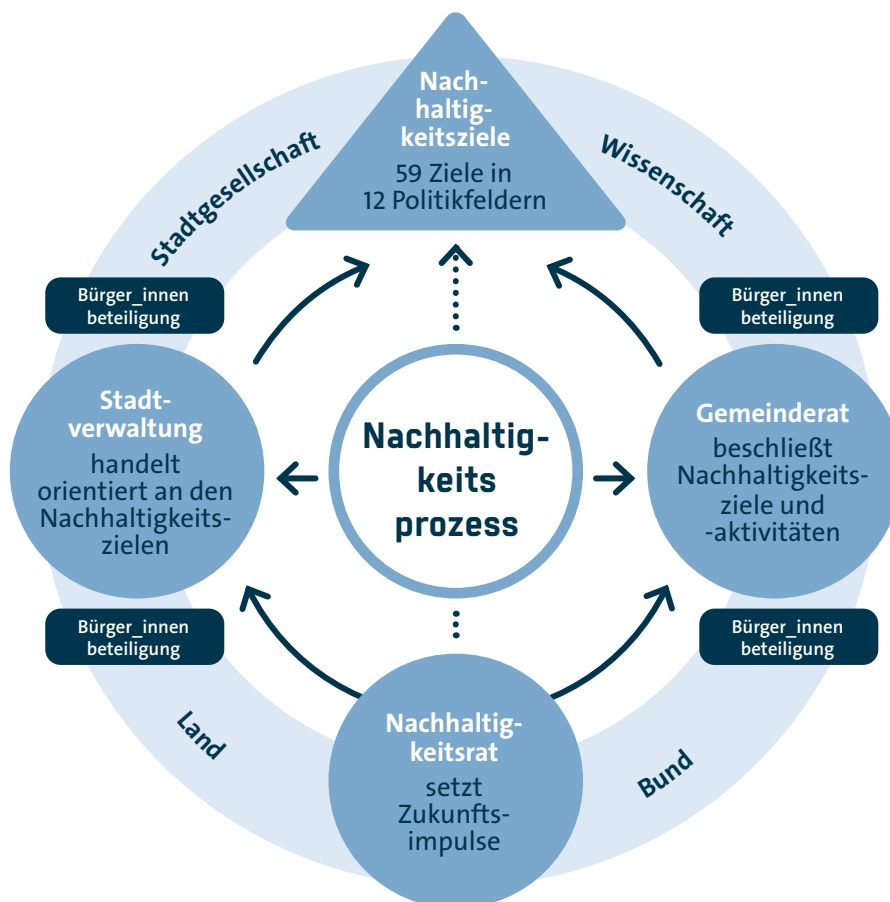 Nach-
haltig-
keitsziele
59 Ziele in
12 Politikfeldern
Stadtgesellschaft
Wissenschaft
Bürger_innen
beteiligung
Bürger_innen
beteiligung
Stadt-
verwaltung
handelt
orientiert an den
Nachhaltigkeits-
zielen
Nachhaltig-
keits
prozess
Gemeinderat
beschließt
Nachhaltigkeits-
ziele und
-aktivitäten
Bürger_innen
beteiligung
Bürger_innen
beteiligung
Land
Bund
Nachhaltig-
keitsrat
setzt
Zukunfts-
impulse